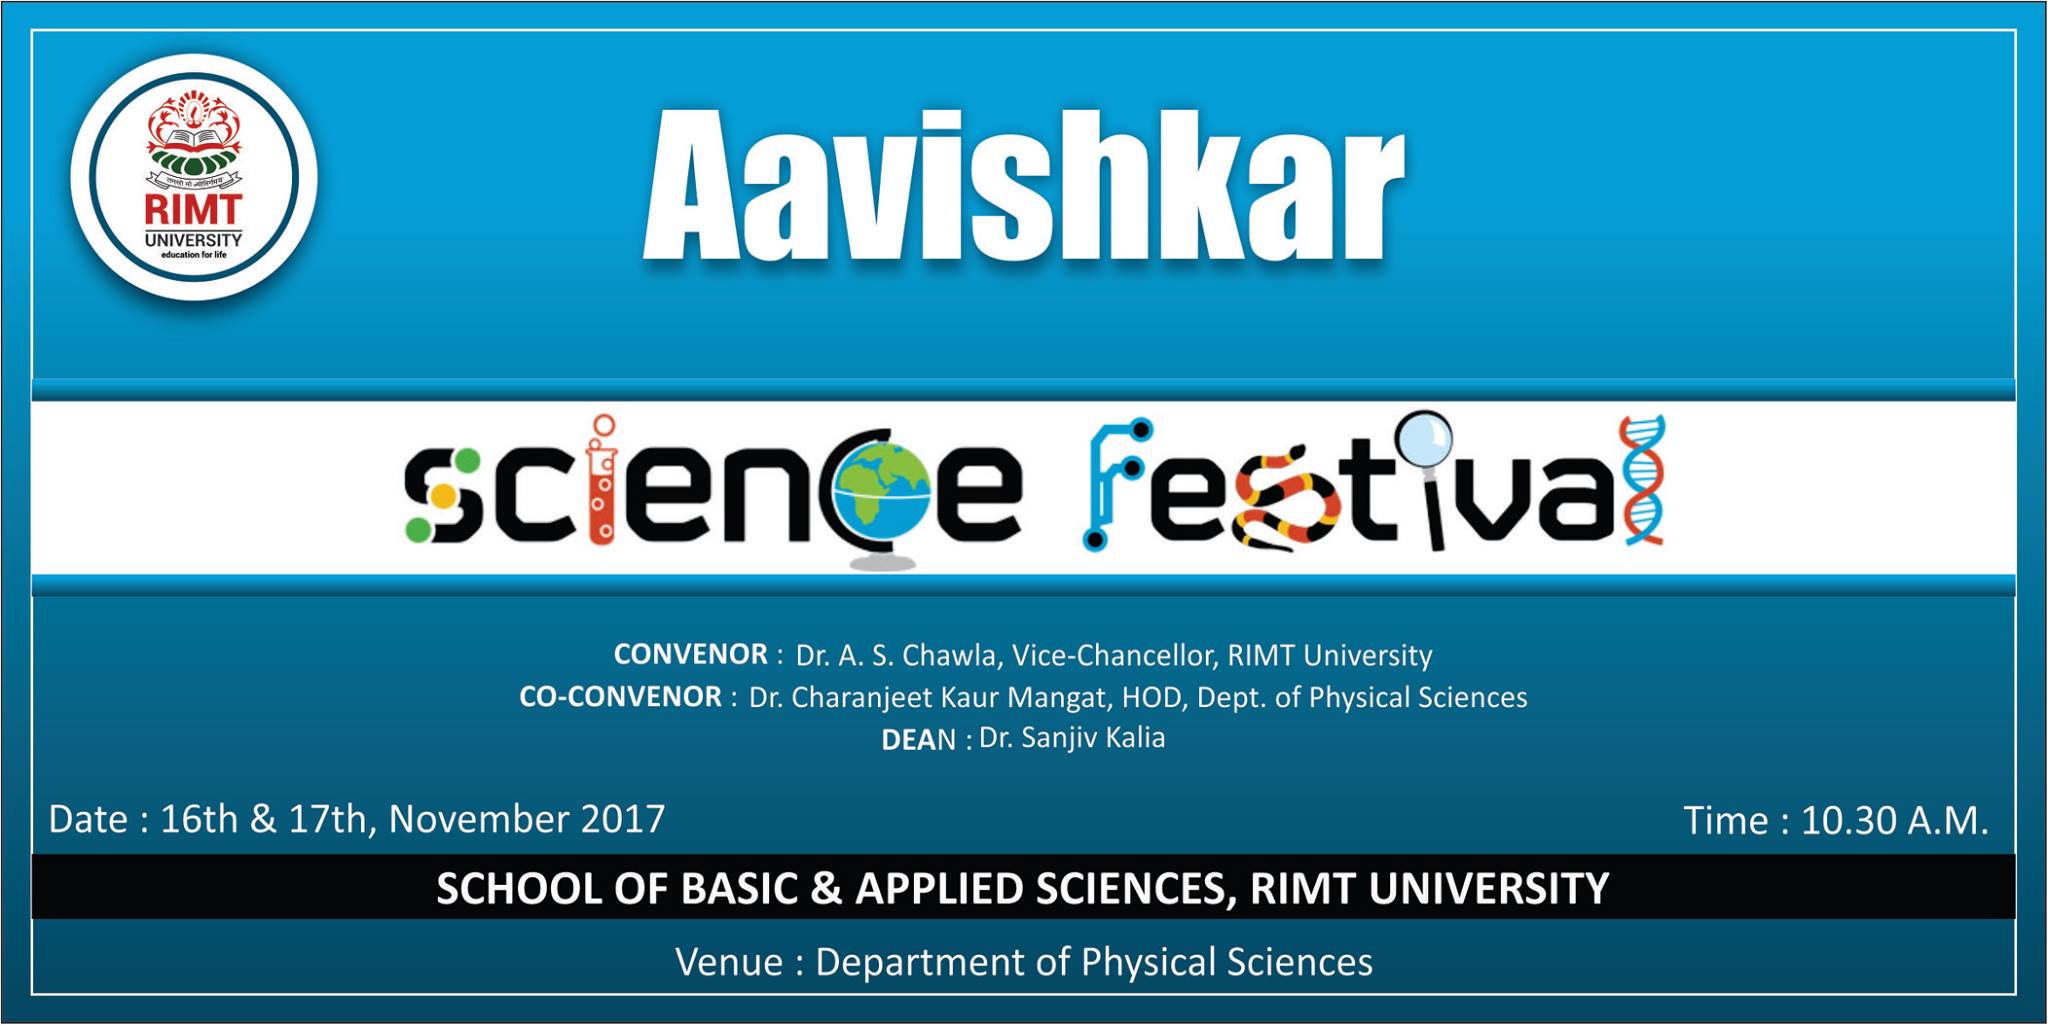 Aavishkar
तमसो मा ज्योतिर्गमय
RIMT
UNIVERSITY
education for life
science festival
CONVENOR : Dr. A. S. Chawla, Vice-Chancellor, RIMT University
CO-CONVENOR : Dr. Charanjeet Kaur Mangat, HOD, Dept. of Physical Sciences
DEAN : Dr. Sanjiv Kalia
Date : 16th & 17th, November 2017
Time : 10.30 A.M.
SCHOOL OF BASIC & APPLIED SCIENCES, RIMT UNIVERSITY
Venue : Department of Physical Sciences